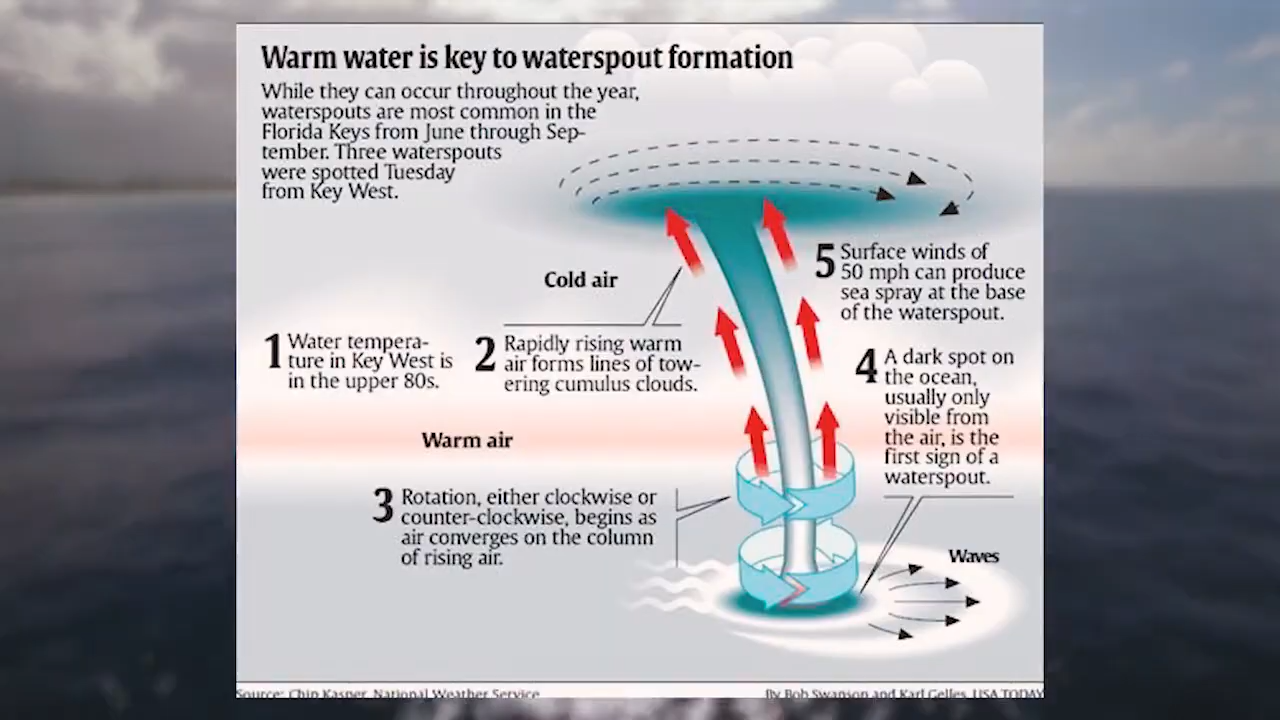 Warm water is key to waterspout formation
While they can occur throughout the year,
waterspouts are most common in the
Florida Keys from June through Sep-
tember. Three waterspouts
were spotted Tuesday
from Key West.
Cold air
5 Surface winds of
50 mph can produce
sea spray at the base
of the waterspout.
1 Water tempera-
ture in Key West is
in the upper 80s.
2 Rapidly rising warm
air forms lines of tow-
ering cumulus clouds.
4 A dark spot on
the ocean,
usually only
visible from
the air, is the
first sign of a
waterspout.
Warm air
3 Rotation, either clockwise or
counter-clockwise, begins as
air converges on the column
of rising air.
Waves
Source: Chip Kasper, National Weather Service
By Bob Swanson and Karl Gelles, USA TODAY